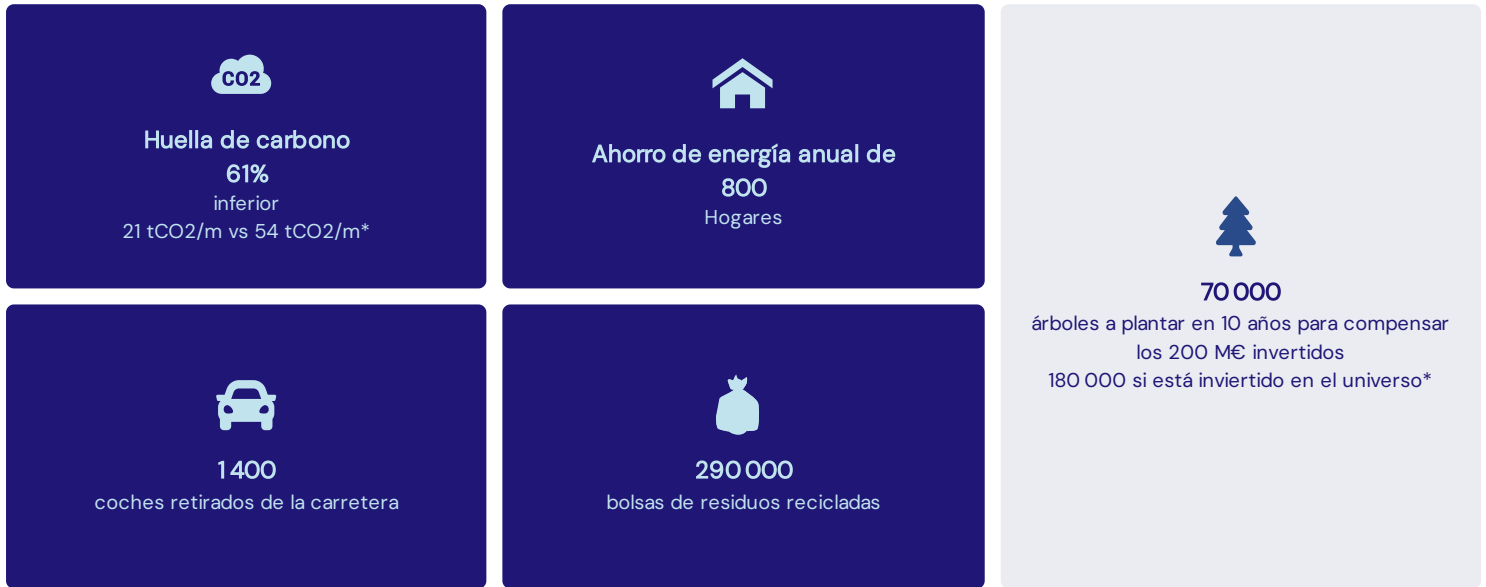 CO2
Huella de carbono
61%
inferior
21 tCO2/m vs 54 tCO2/m*
Ahorro de energía anual de
800
Hogares
1 400
coches retirados de la carretera
290 000
bolsas de residuos recicladas
70 000
árboles a plantar en 10 años para compensar
los 200 M€ invertidos
180 000 si está inviertido en el universo*